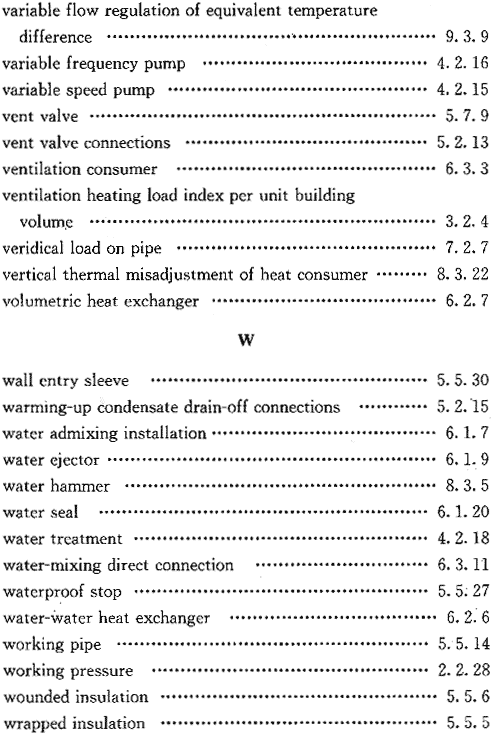 variable flow regulation of equivalent temperature
difference ·················································· 9.3.9
variable frequency pump ·································· 4.2.16
variable speed pump ········································ 4.2.15
vent valve ······················································ 5.7.9
vent valve connections ····································· 5.2.13
ventilation consumer ········································ 6.3.3
ventilation heating load index per unit building
volume ···················································· 3.2.4
veridical load on pipe ······································· 7.2.7
vertical thermal misadjustment of heat consumer ········· 8.3.22
volumetric heat exchanger ································· 6.2.7
W
wall entry sleeve ············································ 5.5.30
warming-up condensate drain-off connections ············ 5.2.15
water admixing installation ································· 6.1.7
water ejector ·················································· 6.1.9
water hammer ················································ 8.3.5
water seal ···················································· 6.1.20
water treatment ·············································· 4.2.18
water-mixing direct connection ··························· 6.3.11
waterproof stop ·············································· 5.5.27
water-water heat exchanger ······························· 6.2.6
working pipe ················································· 5.5.14
working pressure ············································ 2.2.28
wounded insulation ·········································· 5.5.6
wrapped insulation ·········································· 5.5.5